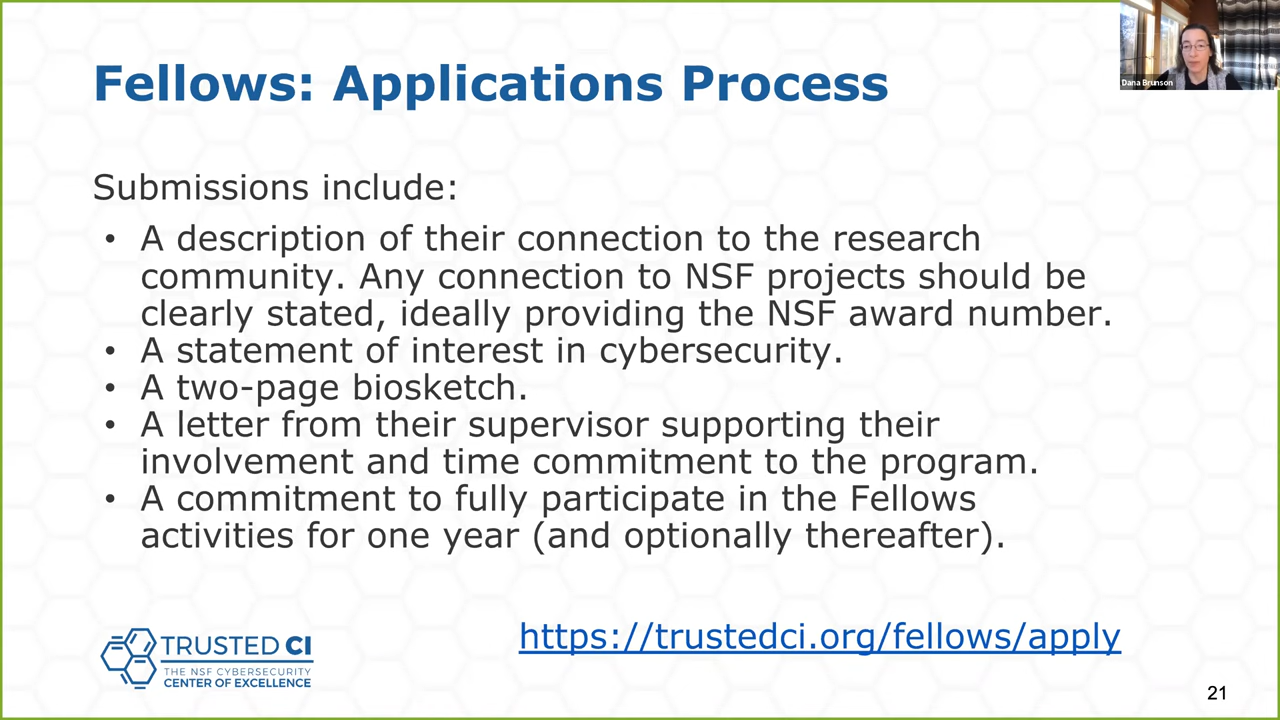 Fellows: Applications Process
Dana Brunson
Submissions include:
• A description of their connection to the research
community. Any connection to NSF projects should be
clearly stated, ideally providing the NSF award number.
• A statement of interest in cybersecurity.
• A two-page biosketch.
• A letter from their supervisor supporting their
involvement and time commitment to the program.
• A commitment to fully participate in the Fellows
activities for one year (and optionally thereafter).
https://trustedci.org/fellows/apply
TRUSTED CI
THE NSF CYBERSECURITY
CENTER OF EXCELLENCE
21